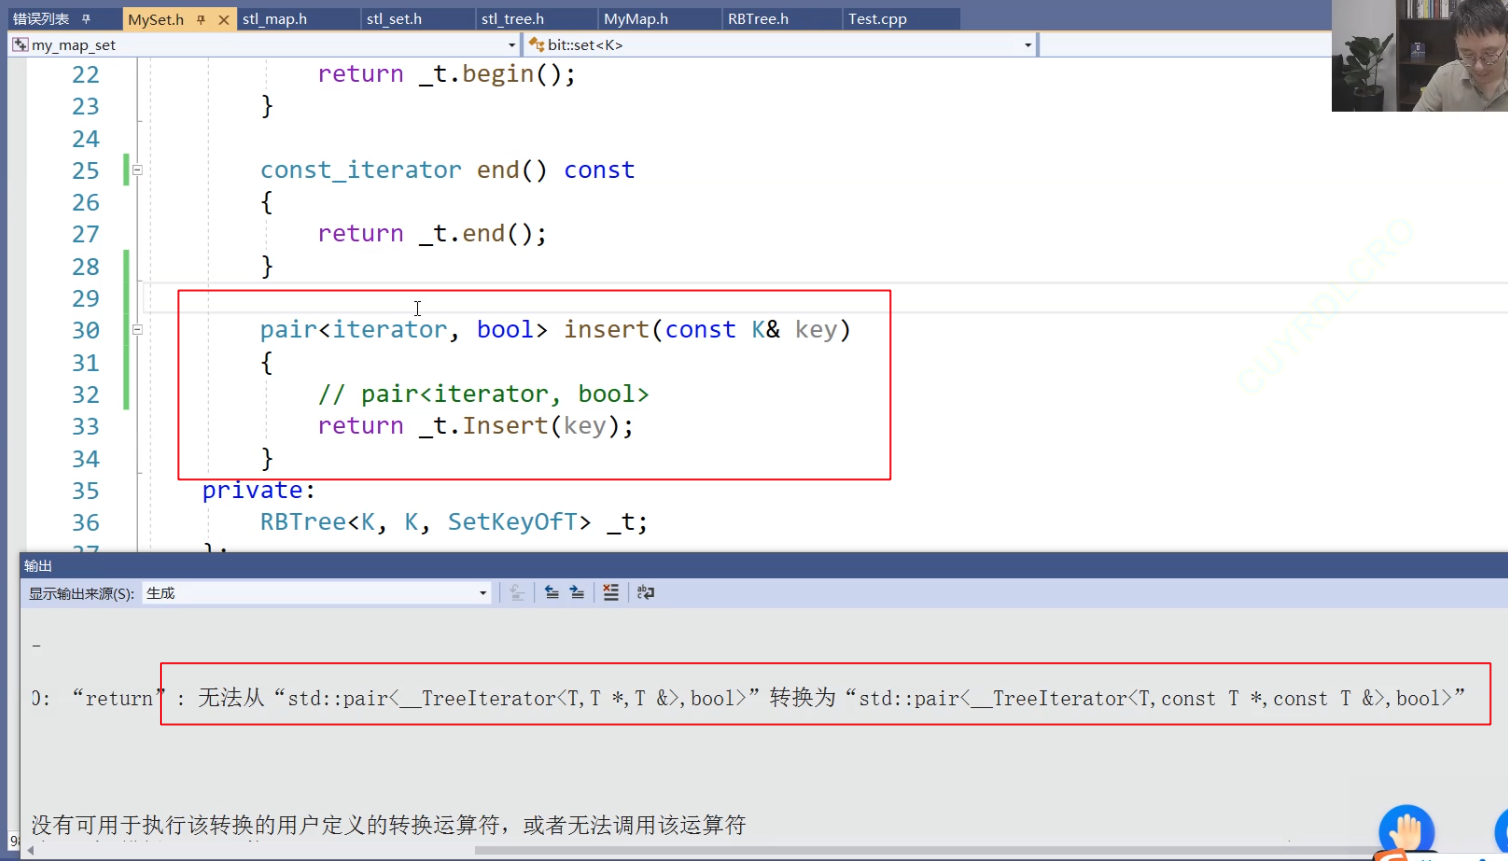 错误列表 MySet.h stl_map.h stl_set.h stl_tree.h MyMap.h RBTree.h Test.cpp
my_map_set bit::set<K>
22 return _t.begin();
23 }
24
25 const_iterator end() const
26 {
27 return _t.end();
28 }
29
30 pair<iterator, bool> insert(const K& key)
31 {
32 // pair<iterator, bool>
33 return _t.Insert(key);
34 }
35 private:
36 RBTree<K, K, SetKeyOfT> _t;
37 };
输出
显示输出来源(S): 生成
0: “return”: 无法从“std::pair<__TreeIterator<T,T *,T &>,bool>”转换为“std::pair<__TreeIterator<T,const T *,const T &>,bool>”
没有可用于执行该转换的用户定义的转换运算符，或者无法调用该运算符
CUYROLCRO